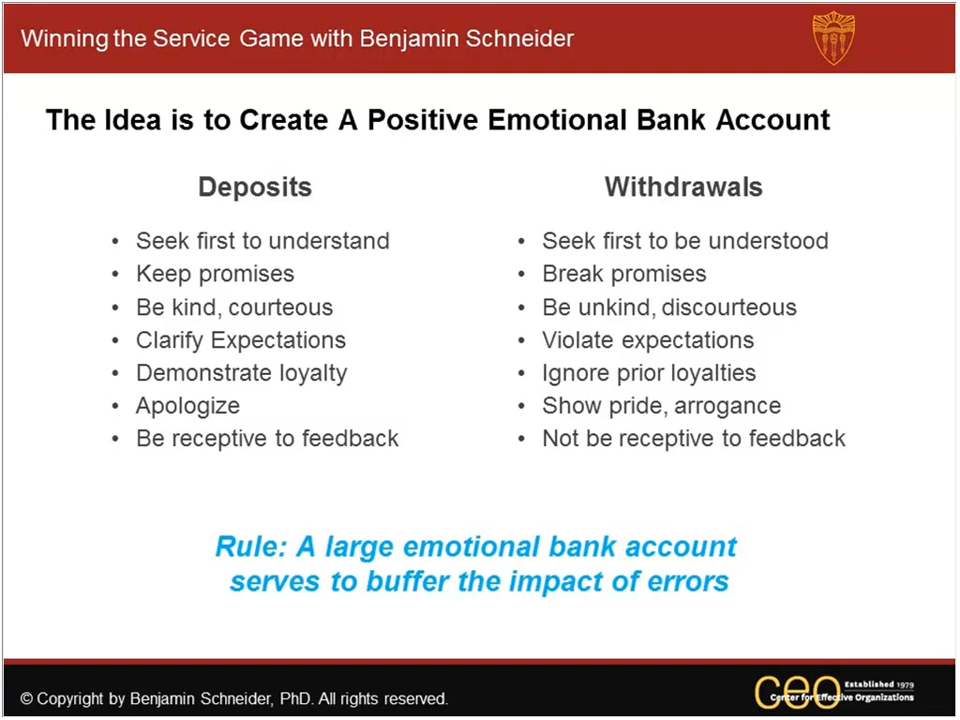 Winning the Service Game with Benjamin Schneider
The Idea is to Create A Positive Emotional Bank Account
Deposits
• Seek first to understand
• Keep promises
• Be kind, courteous
• Clarify Expectations
• Demonstrate loyalty
• Apologize
• Be receptive to feedback
Withdrawals
• Seek first to be understood
• Break promises
• Be unkind, discourteous
• Violate expectations
• Ignore prior loyalties
• Show pride, arrogance
• Not be receptive to feedback
Rule: A large emotional bank account
serves to buffer the impact of errors
© Copyright by Benjamin Schneider, PhD. All rights reserved.
ceo
Established 1979
Center for Effective Organizations